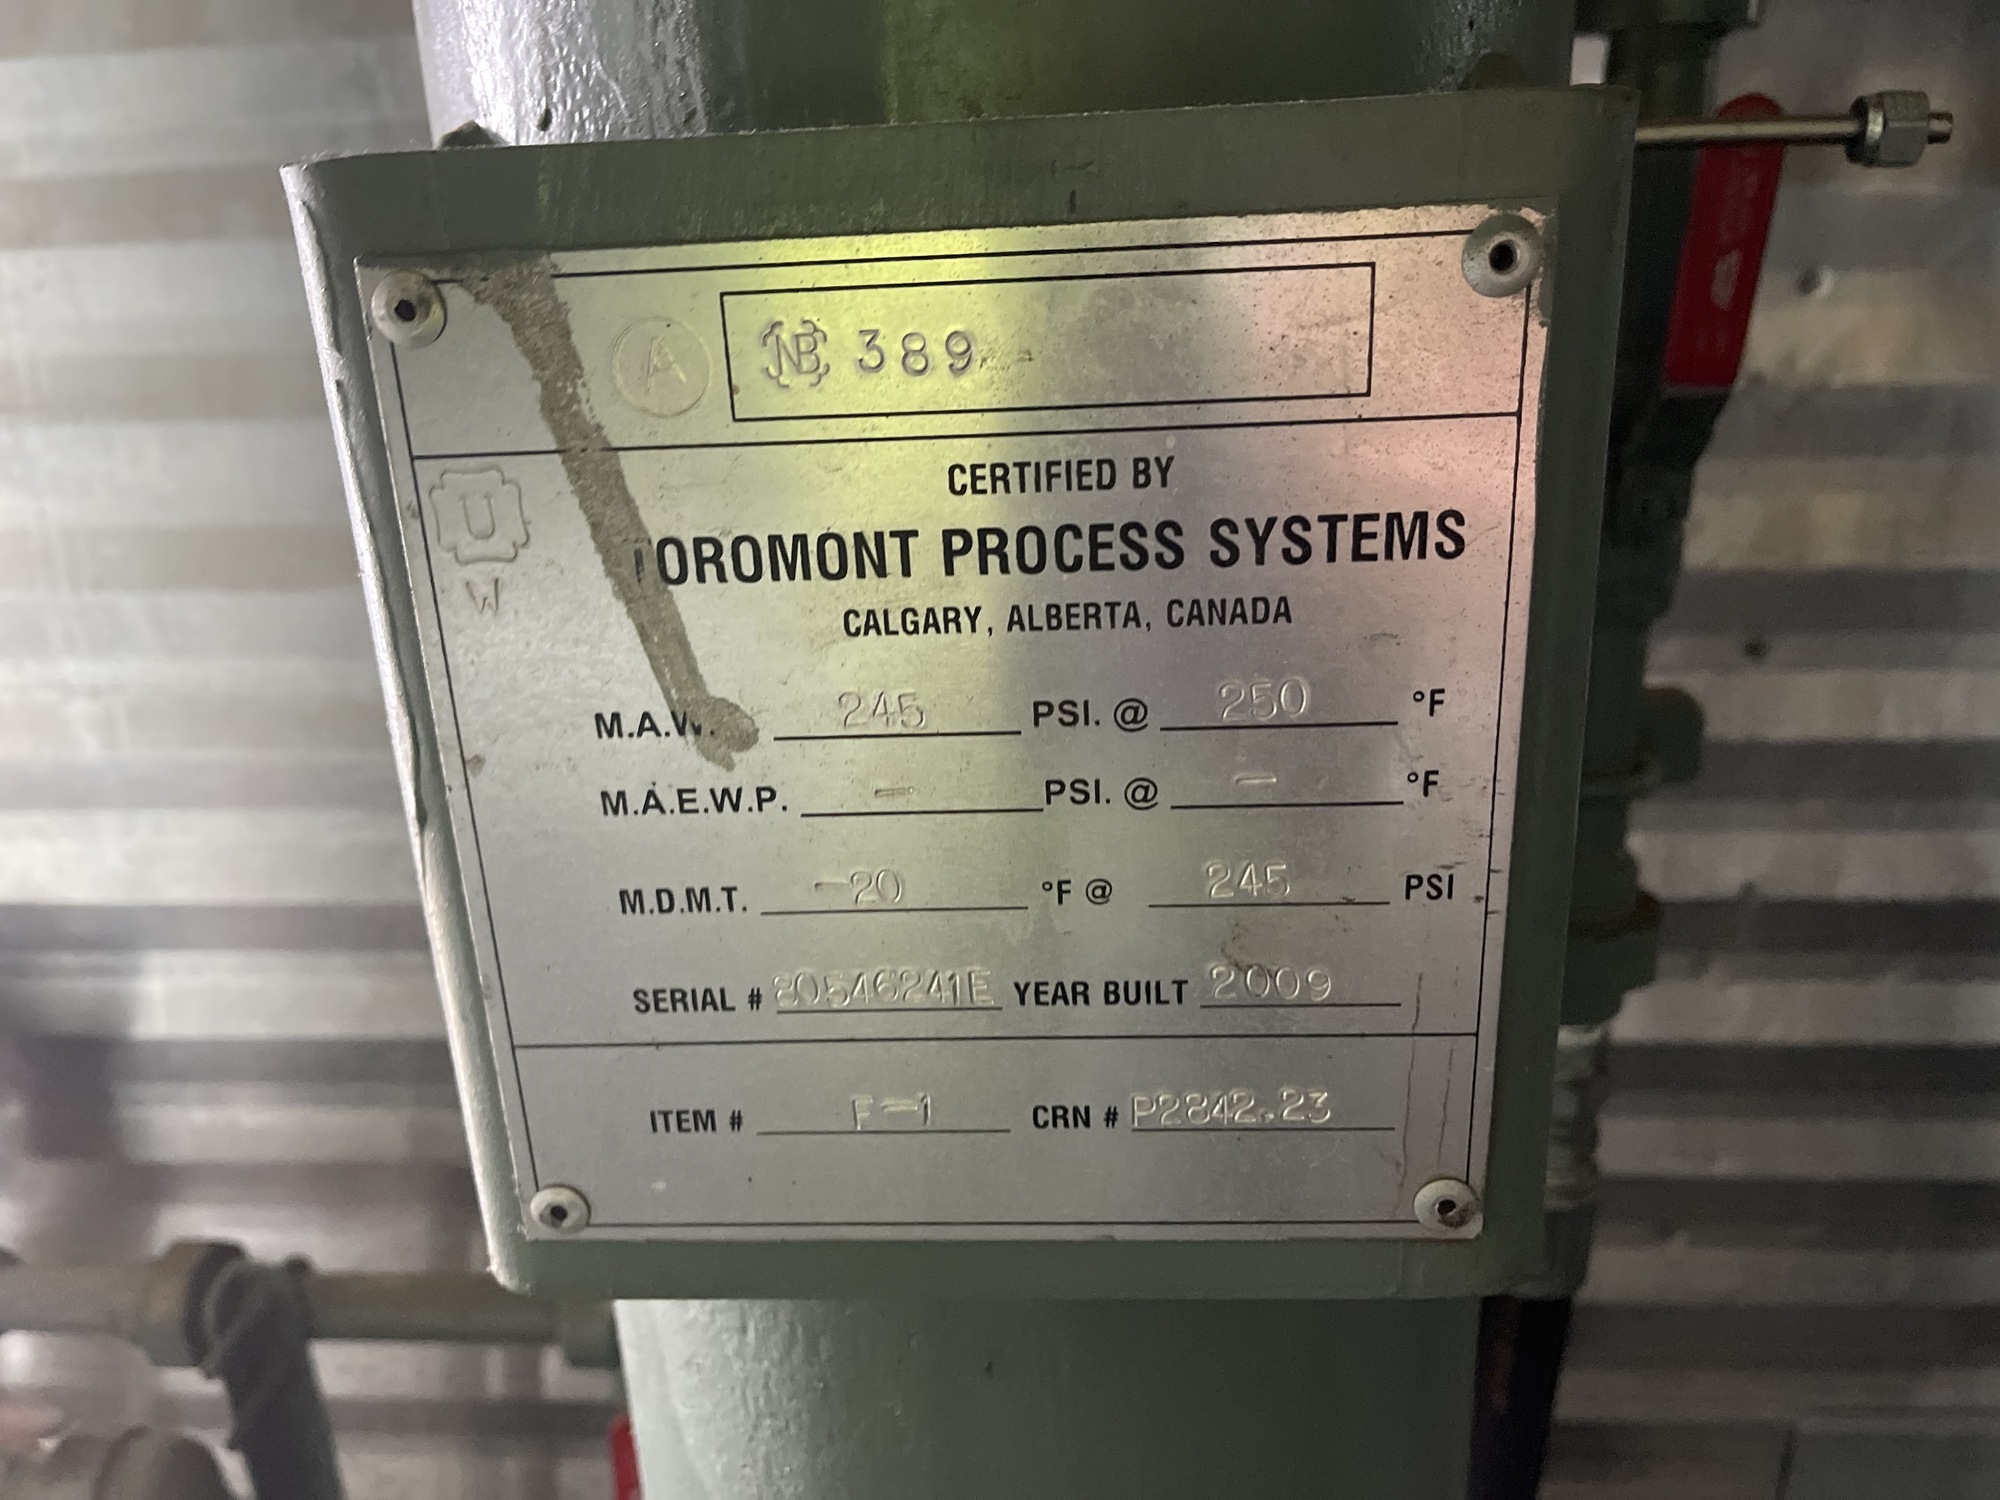 A NB 389
CERTIFIED BY
U
TOROMONT PROCESS SYSTEMS
W
CALGARY, ALBERTA, CANADA
M.A.W. 245 PSI. @ 250 °F
M.A.E.W.P. - PSI. @ - °F
M.D.M.T. -20 °F @ 245 PSI
SERIAL # 80546241E YEAR BUILT 2009
ITEM # F-1 CRN # P2842.23